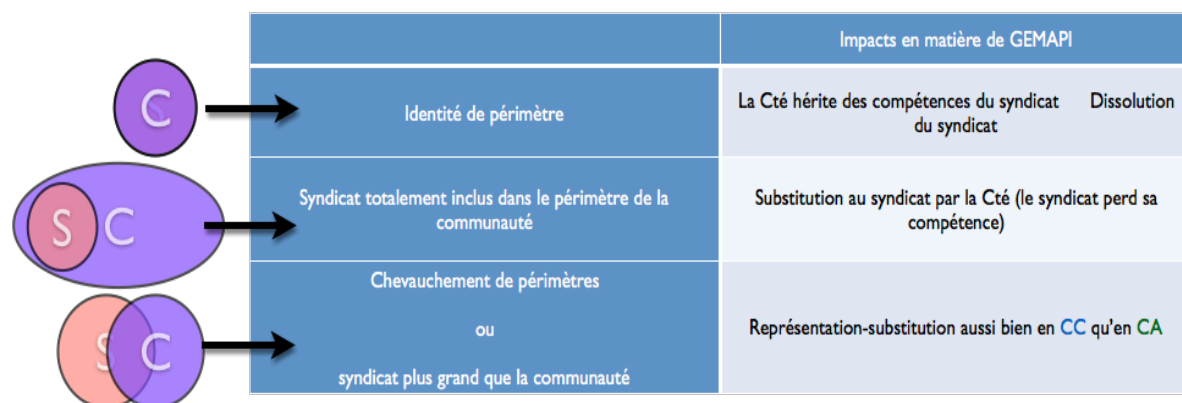 Impacts en matière de GEMAPI
C
Identité de périmètre
La Cté hérite des compétences du syndicat Dissolution
du syndicat
S C
Syndicat totalement inclus dans le périmètre de la
communauté
Substitution au syndicat par la Cté (le syndicat perd sa
compétence)
S C
Chevauchement de périmètres
ou
syndicat plus grand que la communauté
Représentation-substitution aussi bien en CC qu'en CA